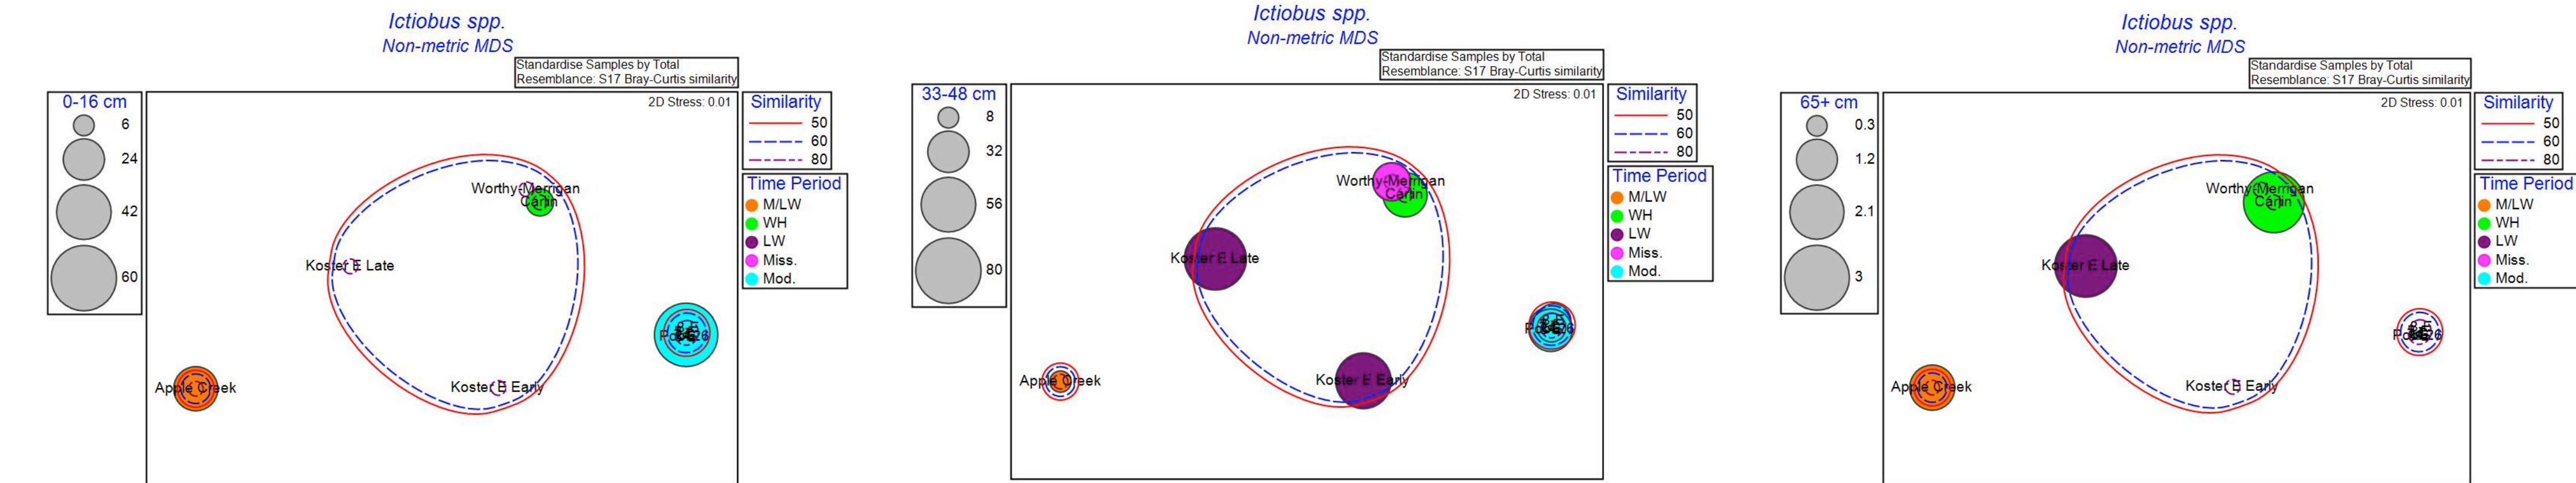 Ictiobus spp.
Non-metric MDS
Standardise Samples by Total
Resemblance: S17 Bray-Curtis similarity
0-16 cm
6
24
42
60
2D Stress: 0.01
Worthy-Merrigan
Carlin
Koster E Late
Koster E Early
Apple Creek
Similarity
50
60
80
Time Period
M/LW
WH
LW
Miss.
Mod.
Ictiobus spp.
Non-metric MDS
Standardise Samples by Total
Resemblance: S17 Bray-Curtis similarity
33-48 cm
8
32
56
80
2D Stress: 0.01
Worthy-Merrigan
Carlin
Koster E Late
Koster E Early
Apple Creek
Similarity
50
60
80
Time Period
M/LW
WH
LW
Miss.
Mod.
Ictiobus spp.
Non-metric MDS
Standardise Samples by Total
Resemblance: S17 Bray-Curtis similarity
65+ cm
0.3
1.2
2.1
3
2D Stress: 0.01
Worthy-Merrigan
Carlin
Koster E Late
Koster E Early
Apple Creek
Similarity
50
60
80
Time Period
M/LW
WH
LW
Miss.
Mod.